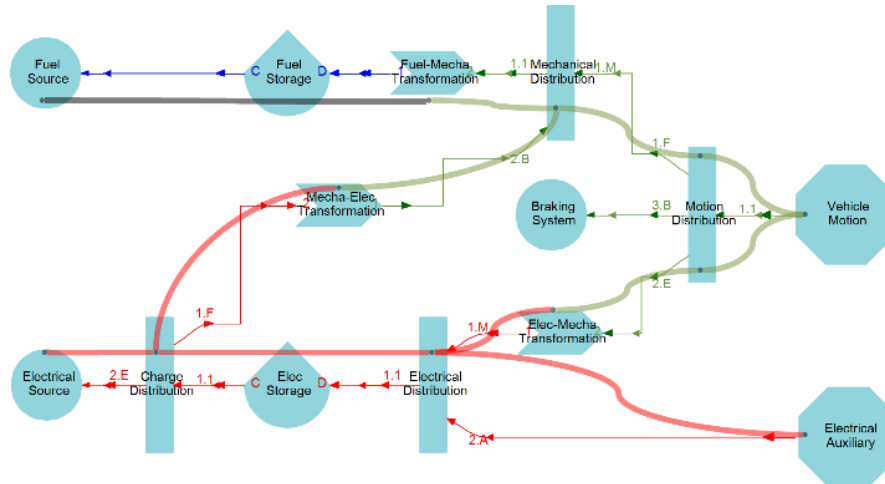 Fuel
Source
C
Fuel
Storage
D
Fuel-Mecha
Transformation
1.1
Mechanical
Distribution
1.M
1.F
2.B
Mecha-Elec
Transformation
Braking
System
3.B
Motion
Distribution
1.1
Vehicle
Motion
2.E
1.F
1.M
Elec-Mecha
Transformation
Electrical
Source
2.E
Charge
Distribution
1.1
C
Elec
Storage
D
1.1
Electrical
Distribution
2.A
Electrical
Auxiliary